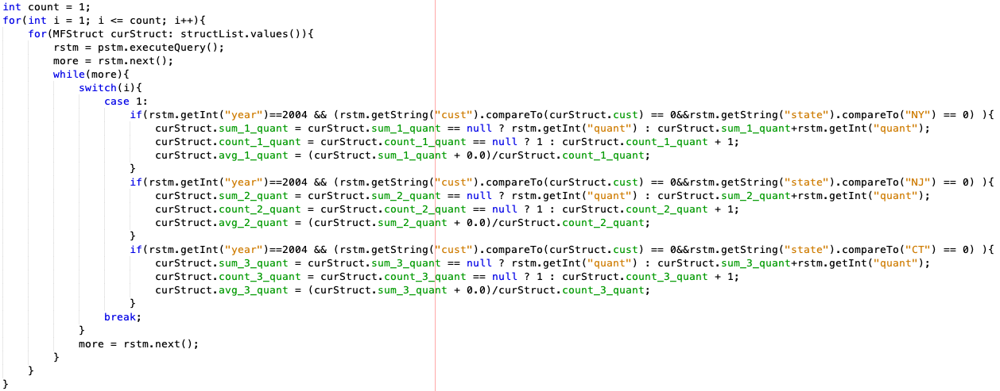 int count = 1;
for(int i = 1; i <= count; i++){
    for(MFStruct curStruct: structList.values()){
        rstm = pstm.executeQuery();
        more = rstm.next();
        while(more){
            switch(i){
                case 1:
                    if(rstm.getInt("year")==2004 && (rstm.getString("cust").compareTo(curStruct.cust) == 0&&rstm.getString("state").compareTo("NY") == 0) ){
                        curStruct.sum_1_quant = curStruct.sum_1_quant == null ? rstm.getInt("quant") : curStruct.sum_1_quant+rstm.getInt("quant");
                        curStruct.count_1_quant = curStruct.count_1_quant == null ? 1 : curStruct.count_1_quant + 1;
                        curStruct.avg_1_quant = (curStruct.sum_1_quant + 0.0)/curStruct.count_1_quant;
                    }
                    if(rstm.getInt("year")==2004 && (rstm.getString("cust").compareTo(curStruct.cust) == 0&&rstm.getString("state").compareTo("NJ") == 0) ){
                        curStruct.sum_2_quant = curStruct.sum_2_quant == null ? rstm.getInt("quant") : curStruct.sum_2_quant+rstm.getInt("quant");
                        curStruct.count_2_quant = curStruct.count_2_quant == null ? 1 : curStruct.count_2_quant + 1;
                        curStruct.avg_2_quant = (curStruct.sum_2_quant + 0.0)/curStruct.count_2_quant;
                    }
                    if(rstm.getInt("year")==2004 && (rstm.getString("cust").compareTo(curStruct.cust) == 0&&rstm.getString("state").compareTo("CT") == 0) ){
                        curStruct.sum_3_quant = curStruct.sum_3_quant == null ? rstm.getInt("quant") : curStruct.sum_3_quant+rstm.getInt("quant");
                        curStruct.count_3_quant = curStruct.count_3_quant == null ? 1 : curStruct.count_3_quant + 1;
                        curStruct.avg_3_quant = (curStruct.sum_3_quant + 0.0)/curStruct.count_3_quant;
                    }
                break;
            }
            more = rstm.next();
        }
    }
}